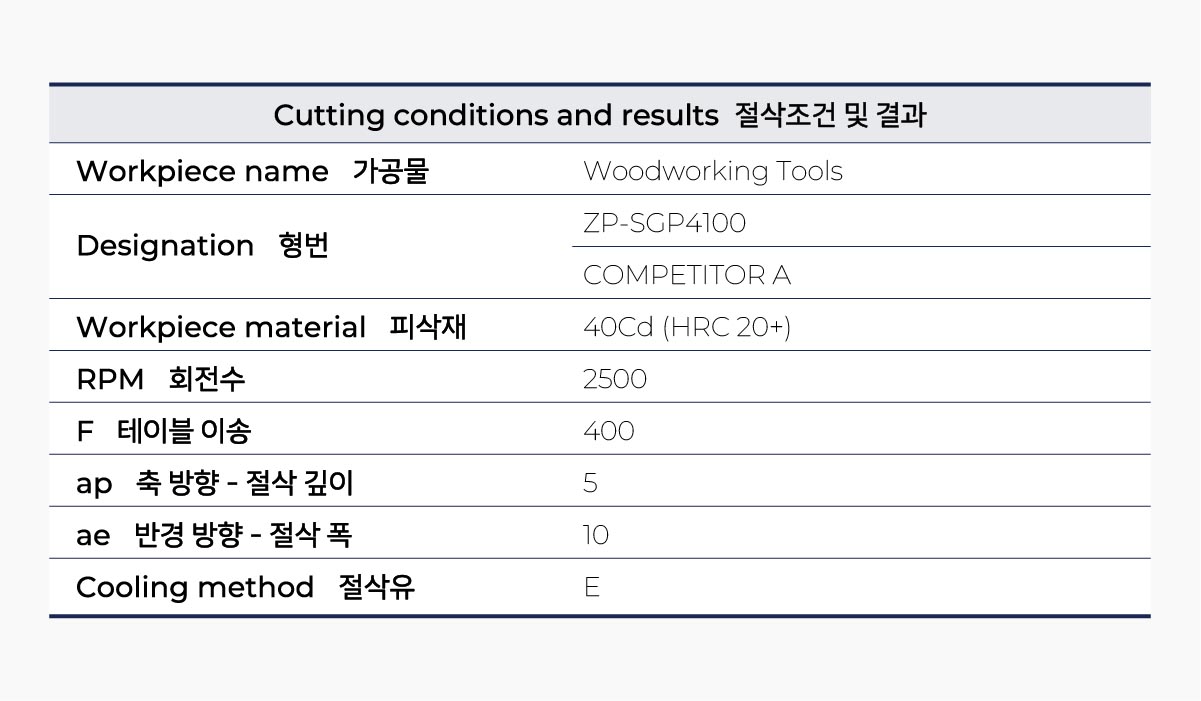 Cutting conditions and results 절삭조건 및 결과
Workpiece name 가공물 Woodworking Tools
Designation 형번
ZP-SGP4100
COMPETITOR A
Workpiece material 피삭재 40Cd (HRC 20+)
RPM 회전수 2500
F 테이블 이송 400
ap 축 방향 - 절삭 깊이 5
ae 반경 방향 - 절삭 폭 10
Cooling method 절삭유 E